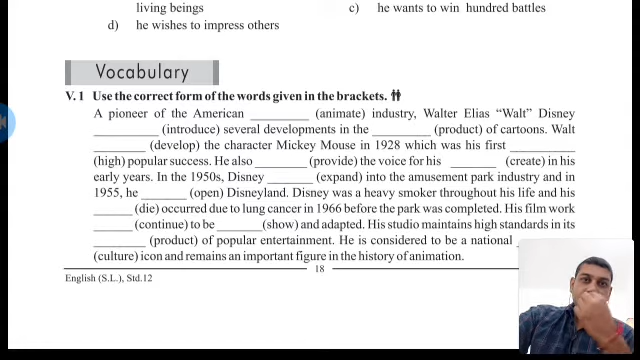 living beings c) he wants to win hundred battles
d) he wishes to impress others
Vocabulary
V.1 Use the correct form of the words given in the brackets.
A pioneer of the American _________ (animate) industry, Walter Elias “Walt” Disney
_________ (introduce) several developments in the _________ (product) of cartoons. Walt
_________ (develop) the character Mickey Mouse in 1928 which was his first _________
(high) popular success. He also _________ (provide) the voice for his _______ (create) in his
early years. In the 1950s, Disney _______ (expand) into the amusement park industry and in
1955, he _______ (open) Disneyland. Disney was a heavy smoker throughout his life and his
______ (die) occurred due to lung cancer in 1966 before the park was completed. His film work
______ (continue) to be _______ (show) and adapted. His studio maintains high standards in its
_________ (product) of popular entertainment. He is considered to be a national
(culture) icon and remains an important figure in the history of animation.
18
English (S.L.), Std.12